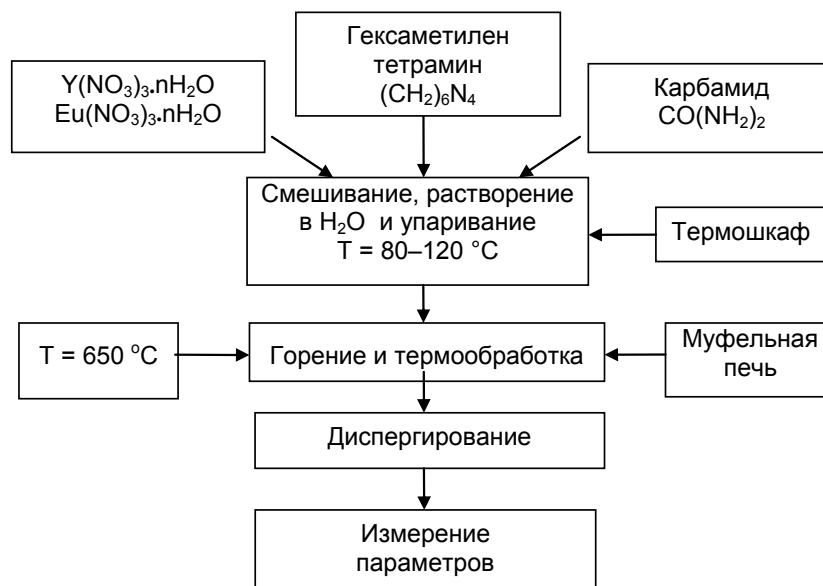 Гексаметилен
тетрамин
(CH₂)₆N₄
Y(NO₃)₃.nH₂O
Eu(NO₃)₃.nH₂O
Карбамид
CO(NH₂)₂
Смешивание, растворение
в H₂O и упаривание
T = 80–120 °C
Термошкаф
T = 650 °C
Горение и термообработка
Муфельная
печь
Диспергирование
Измерение
параметров